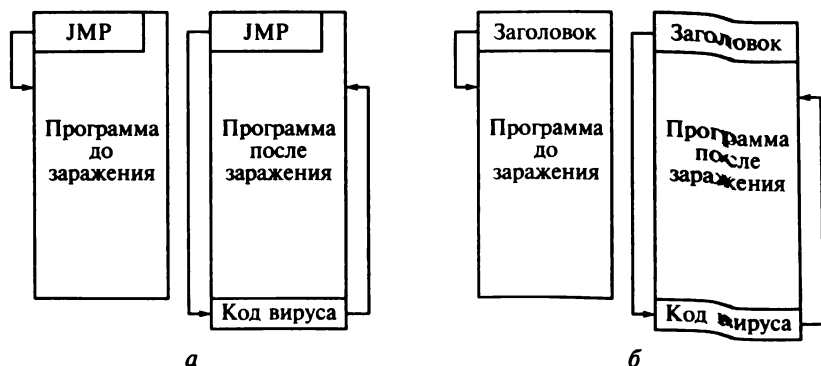 JMP
Программа
до
заражения
JMP
Программа
после
заражения
Код вируса
а
Заголовок
Программа
до
заражения
Заголовок
Программа
после
заражения
Код вируса
б